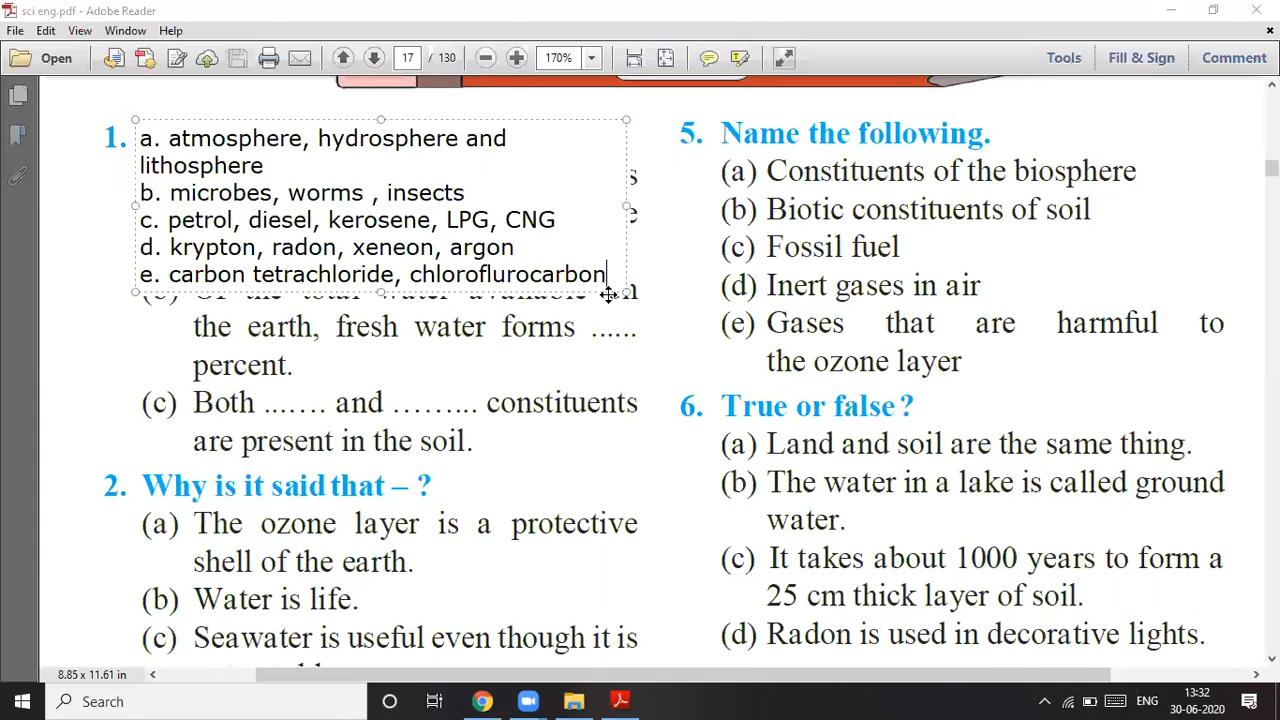 sci eng.pdf - Adobe Reader
File Edit View Window Help
Open 17 / 130 170% Tools Fill & Sign Comment
1.
a. atmosphere, hydrosphere and
lithosphere
b. microbes, worms , insects
c. petrol, diesel, kerosene, LPG, CNG
d. krypton, radon, xeneon, argon
e. carbon tetrachloride, chloroflurocarbon
the earth, fresh water forms ......
percent.
(c) Both ....... and ......... constituents
are present in the soil.
2. Why is it said that – ?
(a) The ozone layer is a protective
shell of the earth.
(b) Water is life.
(c) Seawater is useful even though it is
5. Name the following.
(a) Constituents of the biosphere
(b) Biotic constituents of soil
(c) Fossil fuel
(d) Inert gases in air
(e) Gases that are harmful to
the ozone layer
6. True or false?
(a) Land and soil are the same thing.
(b) The water in a lake is called ground
water.
(c) It takes about 1000 years to form a
25 cm thick layer of soil.
(d) Radon is used in decorative lights.
8.85 x 11.61 in
Search
ENG
13:32
30-06-2020